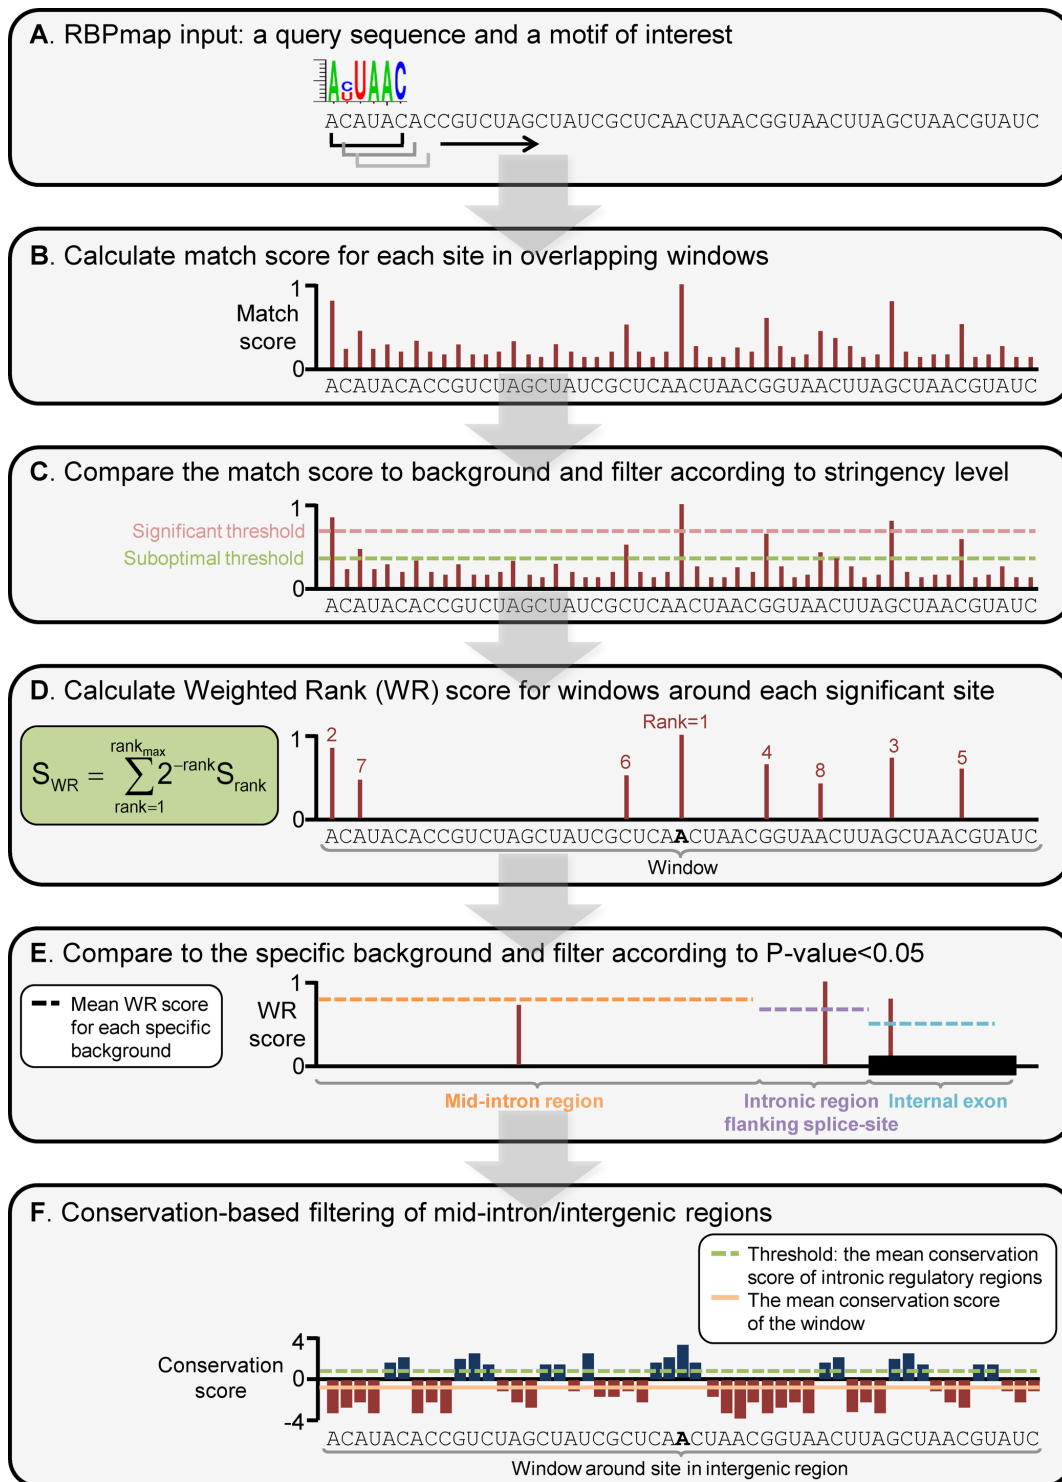 A. RBPmap input: a query sequence and a motif of interest
ACUUAAC
ACAUACACCGUCUAGCUAUCGCUCAACUAACGGUAACUUAGCUAACGUAUC
B. Calculate match score for each site in overlapping windows
1
Match
score
0
ACAUACACCGUCUAGCUAUCGCUCAACUAACGGUAACUUAGCUAACGUAUC
C. Compare the match score to background and filter according to stringency level
1
Significant threshold
Suboptimal threshold
0
ACAUACACCGUCUAGCUAUCGCUCAACUAACGGUAACUUAGCUAACGUAUC
D. Calculate Weighted Rank (WR) score for windows around each significant site
Rank=1
1
2
7
6
4
8
3
5
S_WR = rank_max ∑ rank=1 2^-rank S_rank
0
ACAUACACCGUCUAGCUAUCGCUCAACUAACGGUAACUUAGCUAACGUAUC
Window
E. Compare to the specific background and filter according to P-value<0.05
Mean WR score
for each specific
background
1
WR
score
0
Mid-intron region
Intronic region
flanking splice-site
Internal exon
F. Conservation-based filtering of mid-intron/intergenic regions
Threshold: the mean conservation
score of intronic regulatory regions
The mean conservation score
of the window
4
Conservation
score
0
-4
ACAUACACCGUCUAGCUAUCGCUCAACUAACGGUAACUUAGCUAACGUAUC
Window around site in intergenic region